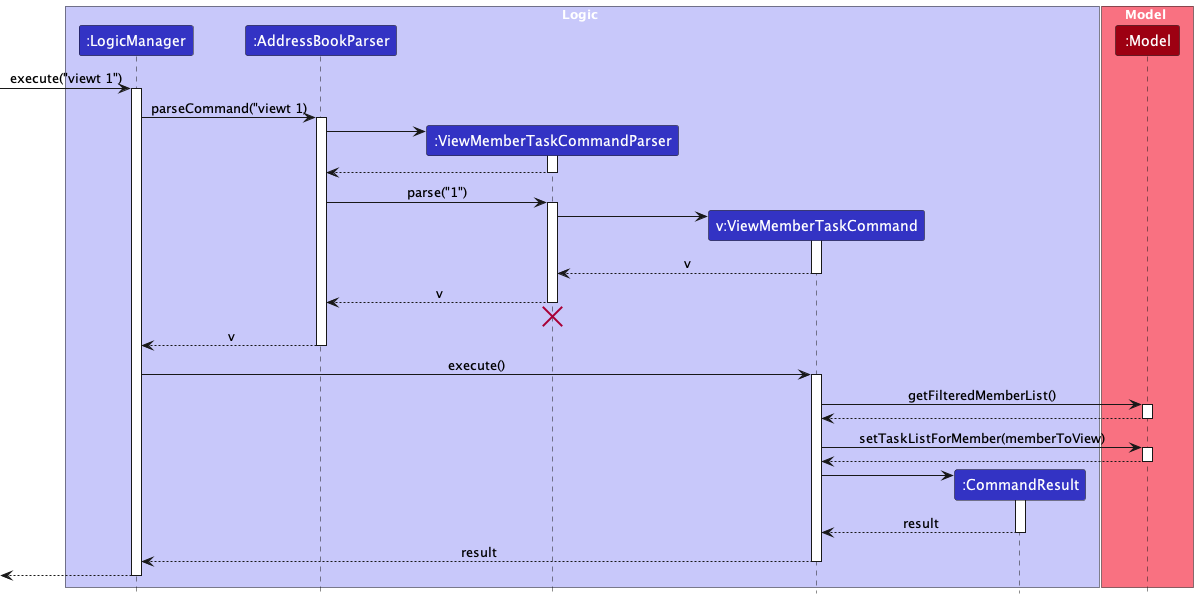 Logic
Model
:LogicManager
:AddressBookParser
:Model
execute("viewt 1")
parseCommand("viewt 1)
:ViewMemberTaskCommandParser
parse("1")
v:ViewMemberTaskCommand
v
v
v
execute()
getFilteredMemberList()
setTaskListForMember(memberToView)
:CommandResult
result
result